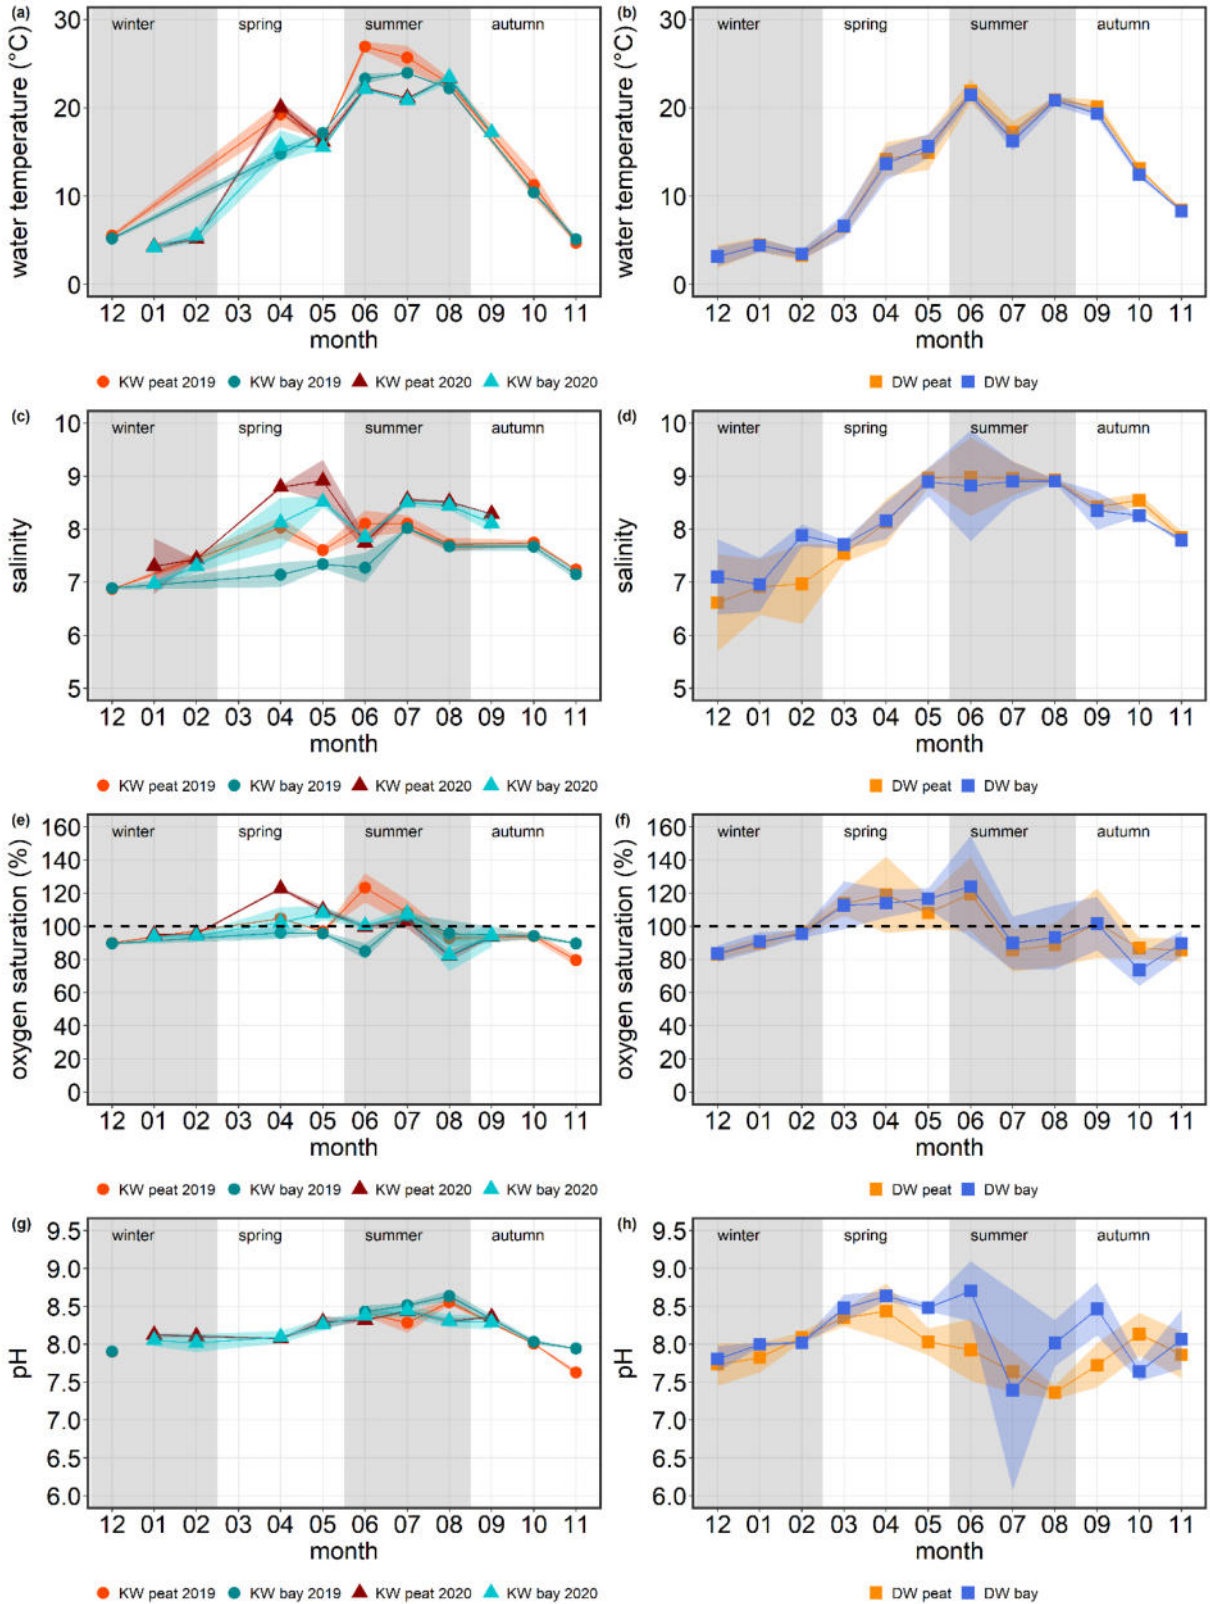 (a)
winter spring summer autumn
water temperature (°C)
30
20
10
0
12 01 02 03 04 05 06 07 08 09 10 11
month
KW peat 2019 KW bay 2019 KW peat 2020 KW bay 2020
(b)
winter spring summer autumn
water temperature (°C)
30
20
10
0
12 01 02 03 04 05 06 07 08 09 10 11
month
DW peat DW bay
(c)
winter spring summer autumn
salinity
10
9
8
7
6
5
12 01 02 03 04 05 06 07 08 09 10 11
month
KW peat 2019 KW bay 2019 KW peat 2020 KW bay 2020
(d)
winter spring summer autumn
salinity
10
9
8
7
6
5
12 01 02 03 04 05 06 07 08 09 10 11
month
DW peat DW bay
(e)
winter spring summer autumn
oxygen saturation (%)
160
140
120
100
80
60
40
20
0
12 01 02 03 04 05 06 07 08 09 10 11
month
KW peat 2019 KW bay 2019 KW peat 2020 KW bay 2020
(f)
winter spring summer autumn
oxygen saturation (%)
160
140
120
100
80
60
40
20
0
12 01 02 03 04 05 06 07 08 09 10 11
month
DW peat DW bay
(g)
winter spring summer autumn
pH
9.5
9.0
8.5
8.0
7.5
7.0
6.5
6.0
12 01 02 03 04 05 06 07 08 09 10 11
month
KW peat 2019 KW bay 2019 KW peat 2020 KW bay 2020
(h)
winter spring summer autumn
pH
9.5
9.0
8.5
8.0
7.5
7.0
6.5
6.0
12 01 02 03 04 05 06 07 08 09 10 11
month
DW peat DW bay